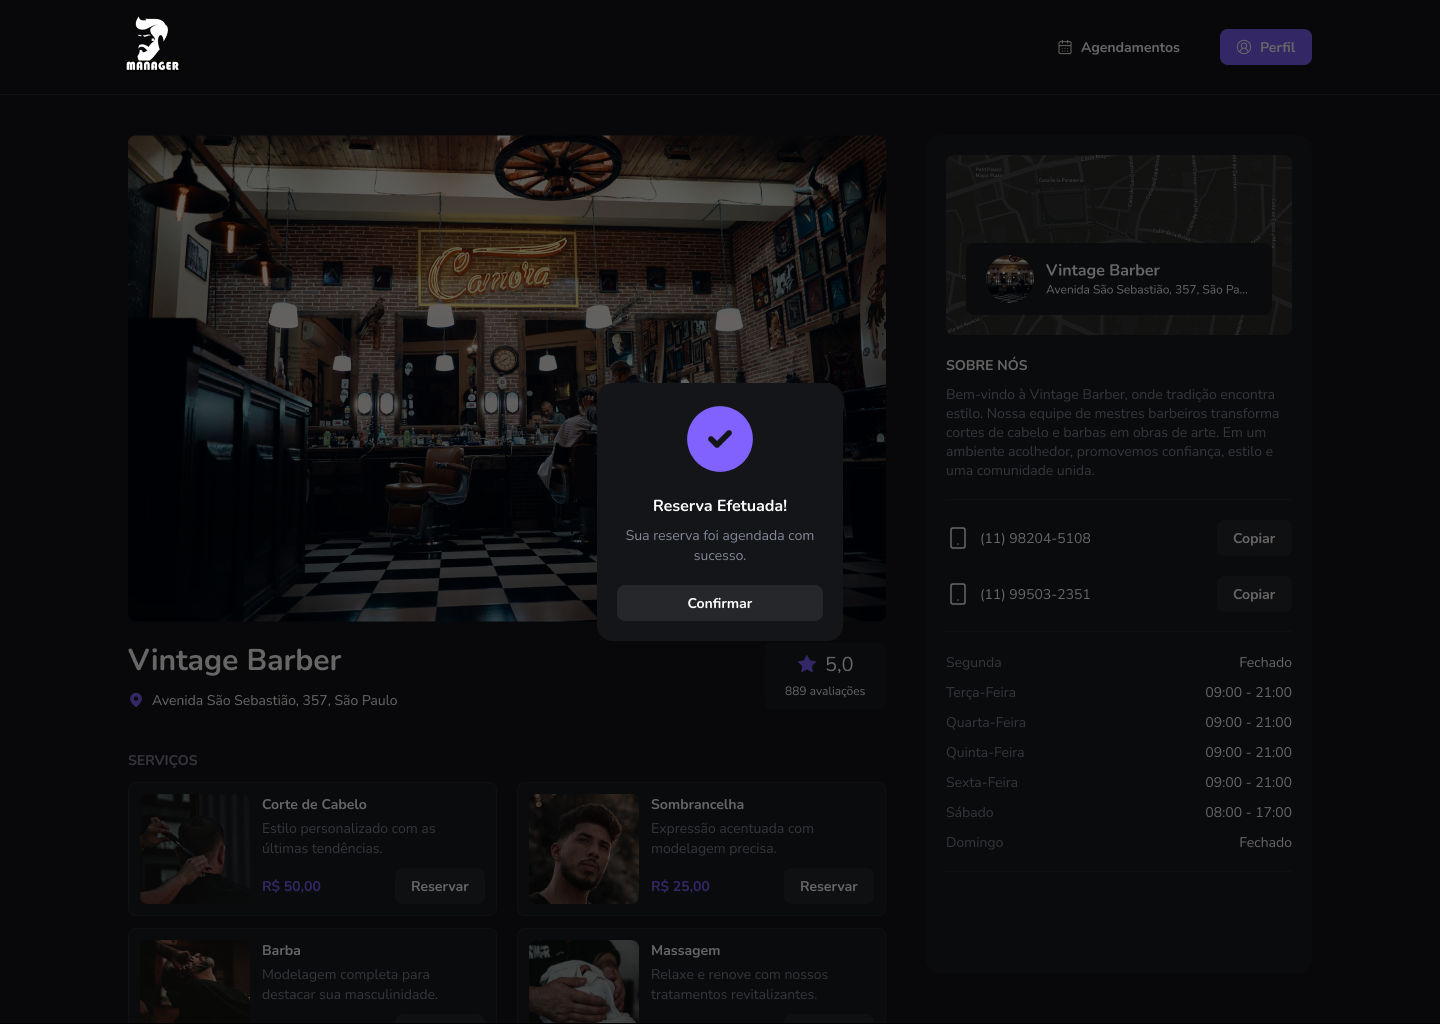 MANAGER
Agendamentos
Perfil
Camora
Vintage Barber
Avenida São Sebastião, 357, São Pa...
SOBRE NÓS
Bem-vindo à Vintage Barber, onde tradição encontra
estilo. Nossa equipe de mestres barbeiros transforma
cortes de cabelo e barbas em obras de arte. Em um
ambiente acolhedor, promovemos confiança, estilo e
uma comunidade unida.
(11) 98204-5108
Copiar
(11) 99503-2351
Copiar
Segunda Fechado
Terça-Feira 09:00 - 21:00
Quarta-Feira 09:00 - 21:00
Quinta-Feira 09:00 - 21:00
Sexta-Feira 09:00 - 21:00
Sábado 08:00 - 17:00
Domingo Fechado
Reserva Efetuada!
Sua reserva foi agendada com
sucesso.
Confirmar
Vintage Barber
Avenida São Sebastião, 357, São Paulo
5,0
889 avaliações
SERVIÇOS
Corte de Cabelo
Estilo personalizado com as
últimas tendências.
R$ 50,00
Reservar
Sombrancelha
Expressão acentuada com
modelagem precisa.
R$ 25,00
Reservar
Barba
Modelagem completa para
destacar sua masculinidade.
Massagem
Relaxe e renove com nossos
tratamentos revitalizantes.